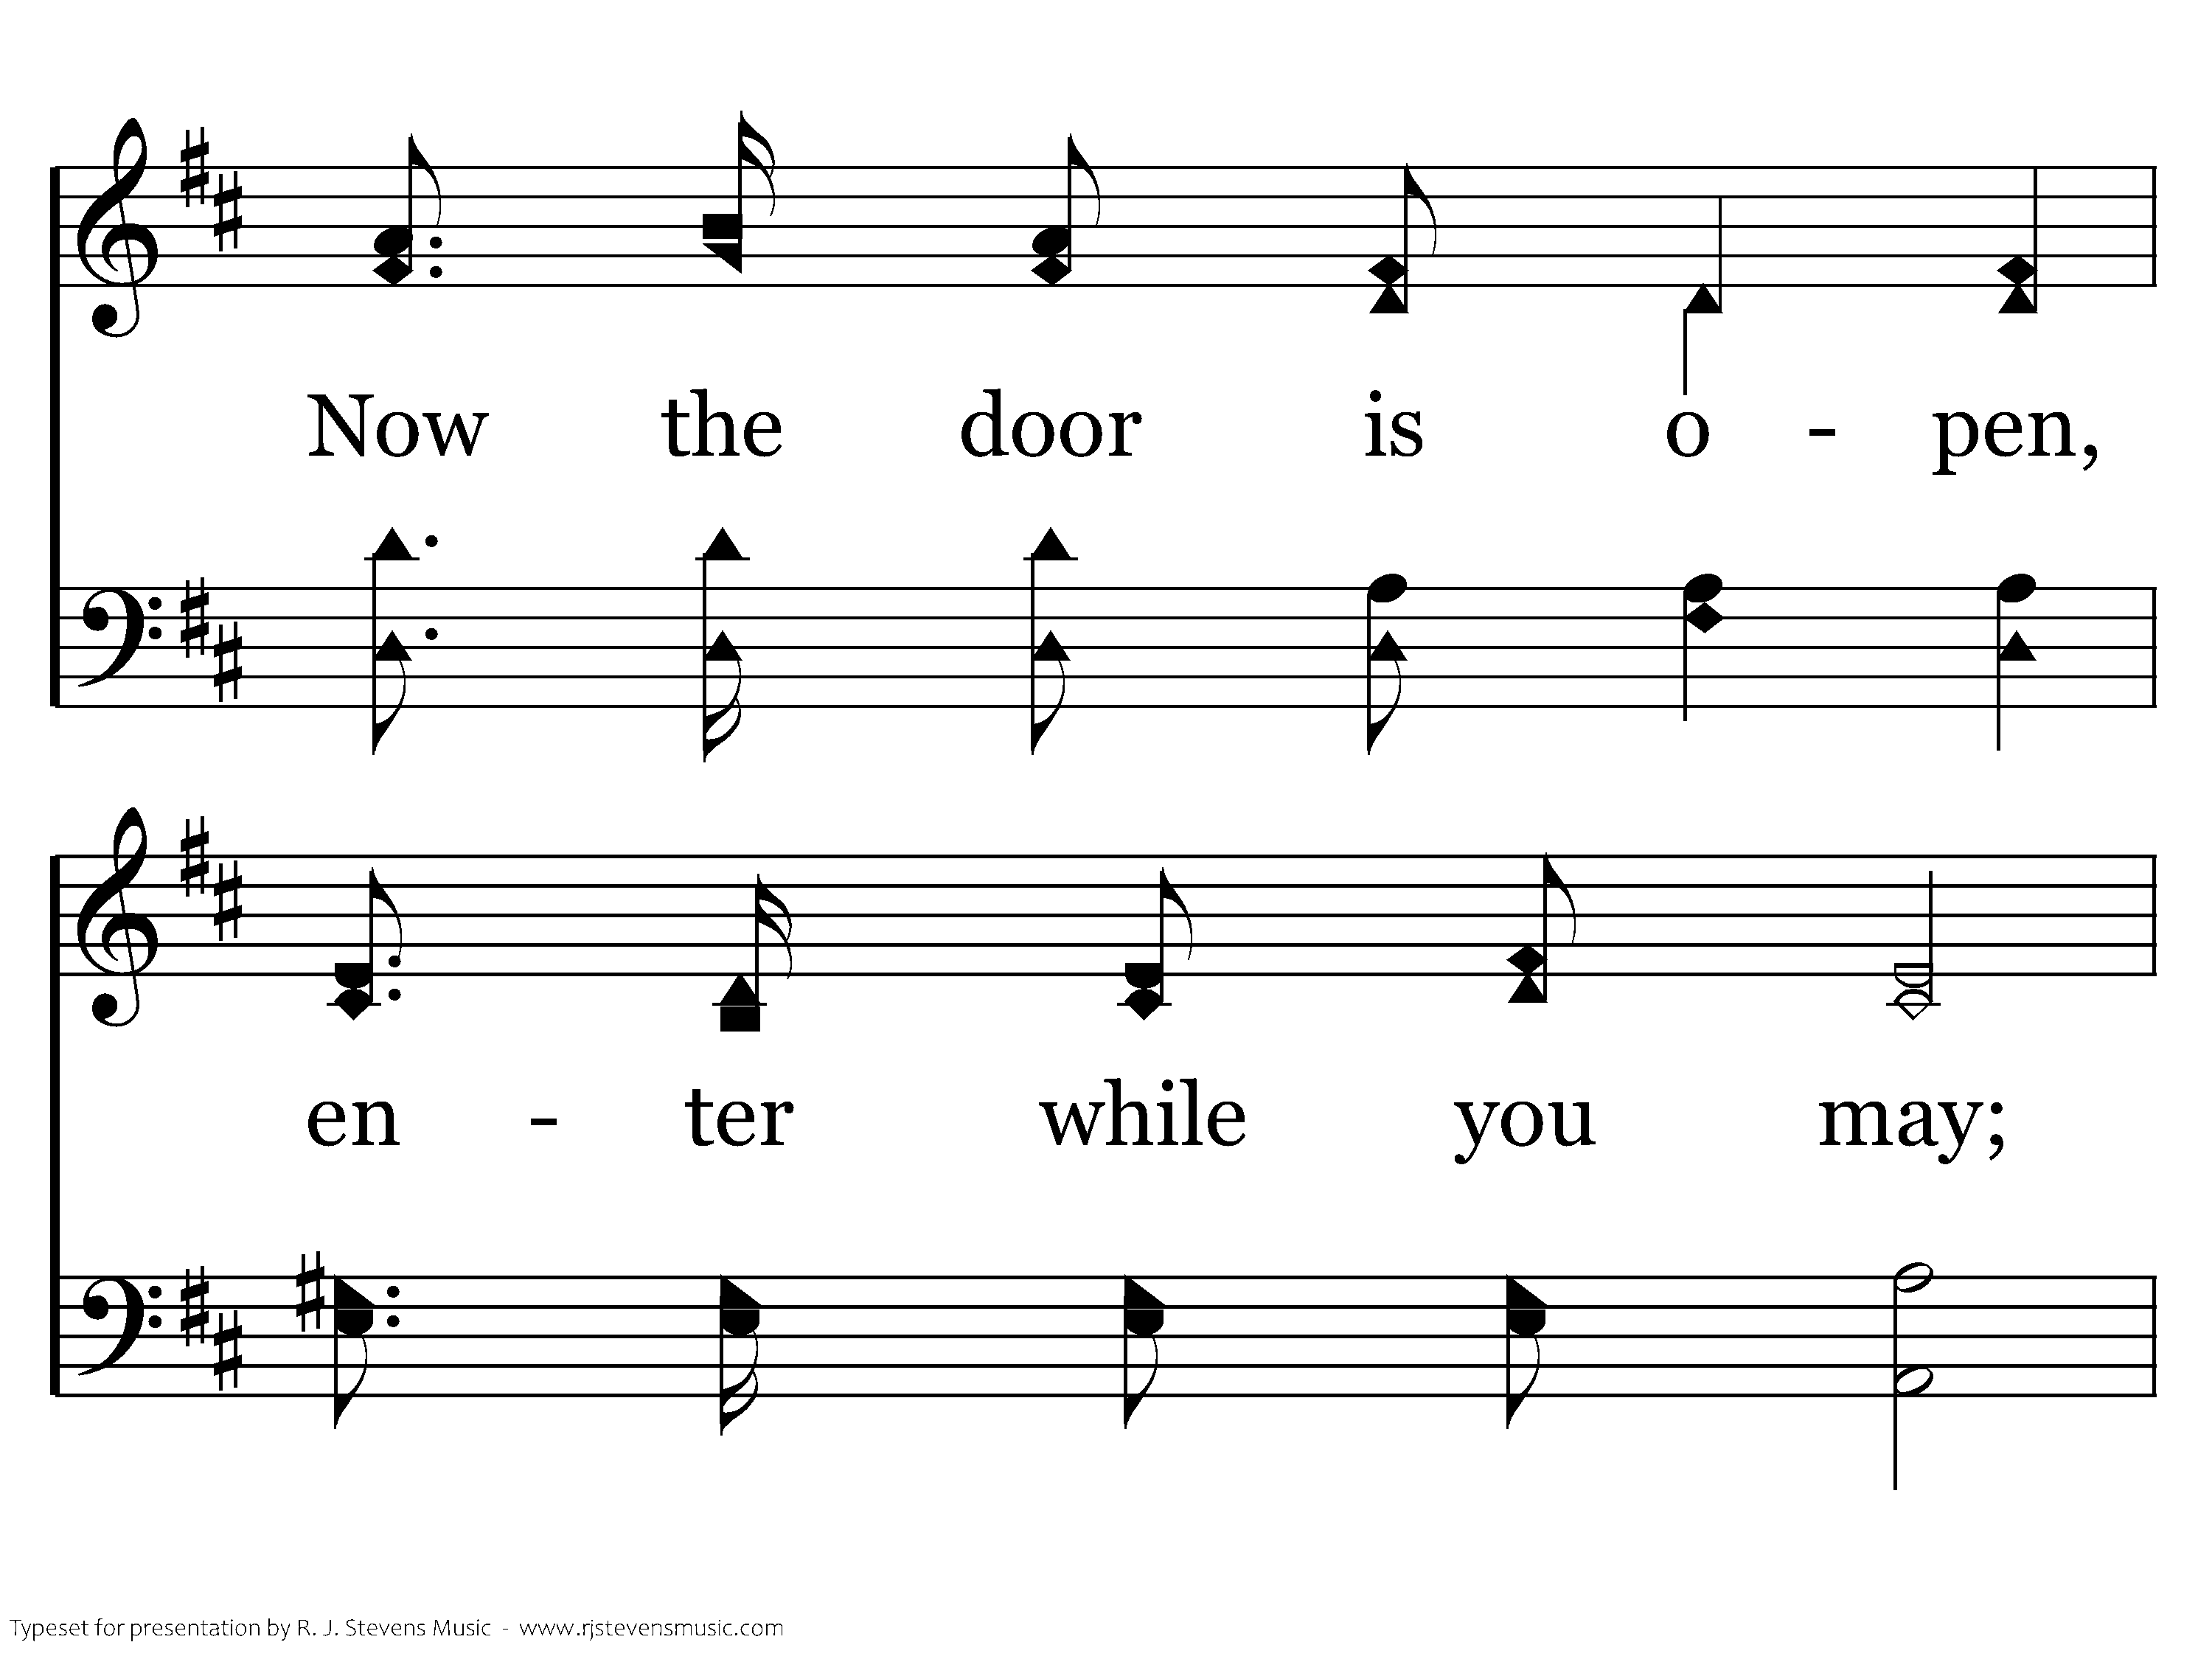 Now the door is o - pen,
en - ter while you may;
Typeset for presentation by R. J. Stevens Music - www.rjstevensmusic.com